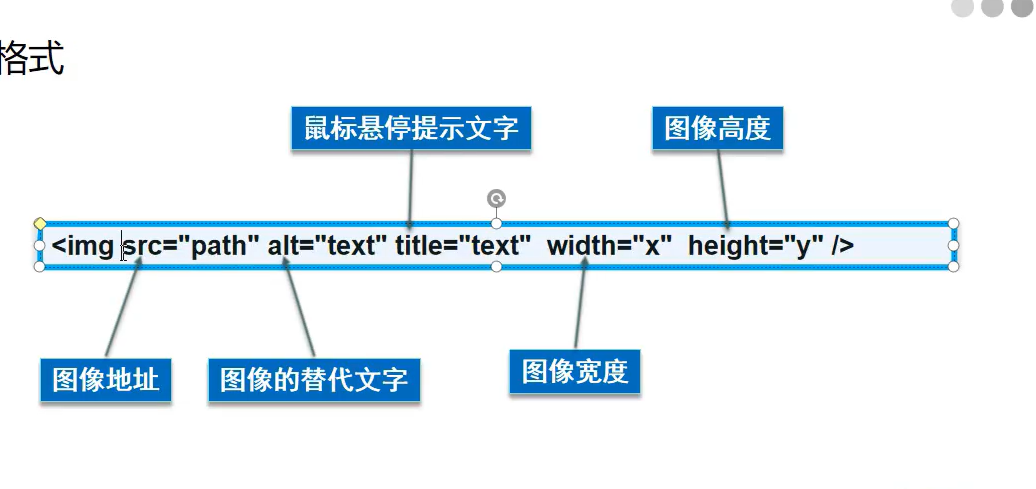 格式
鼠标悬停提示文字
图像高度
<img src="path" alt="text" title="text" width="x" height="y" />
图像地址
图像的替代文字
图像宽度